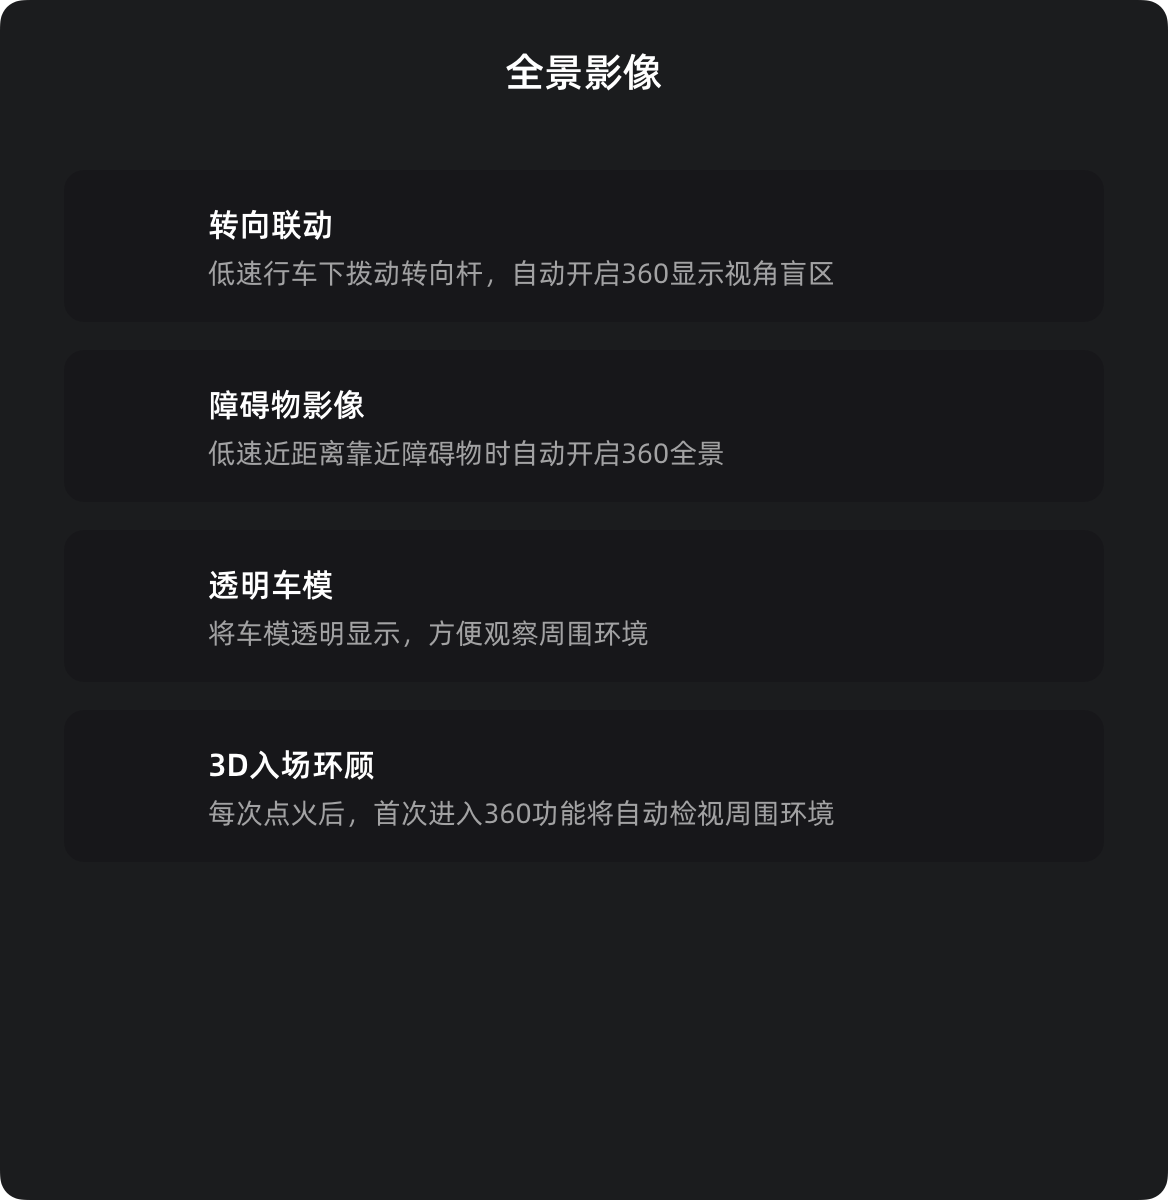 全景影像
转向联动
低速行车下拨动转向杆，自动开启360显示视角盲区
障碍物影像
低速近距离靠近障碍物时自动开启360全景
透明车模
将车模透明显示，方便观察周围环境
3D入场环顾
每次点火后，首次进入360功能将自动检视周围环境